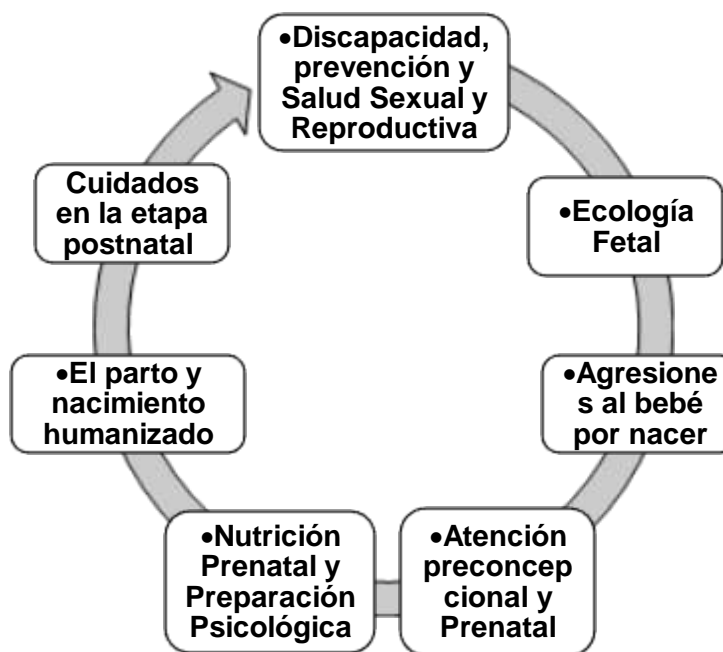 •Discapacidad,
prevención y
Salud Sexual y
Reproductiva
•Ecología
Fetal
•Agresione
s al bebé
por nacer
•Atención
preconcep
cional y
Prenatal
•Nutrición
Prenatal y
Preparación
Psicológica
•El parto y
nacimiento
humanizado
Cuidados
en la etapa
postnatal